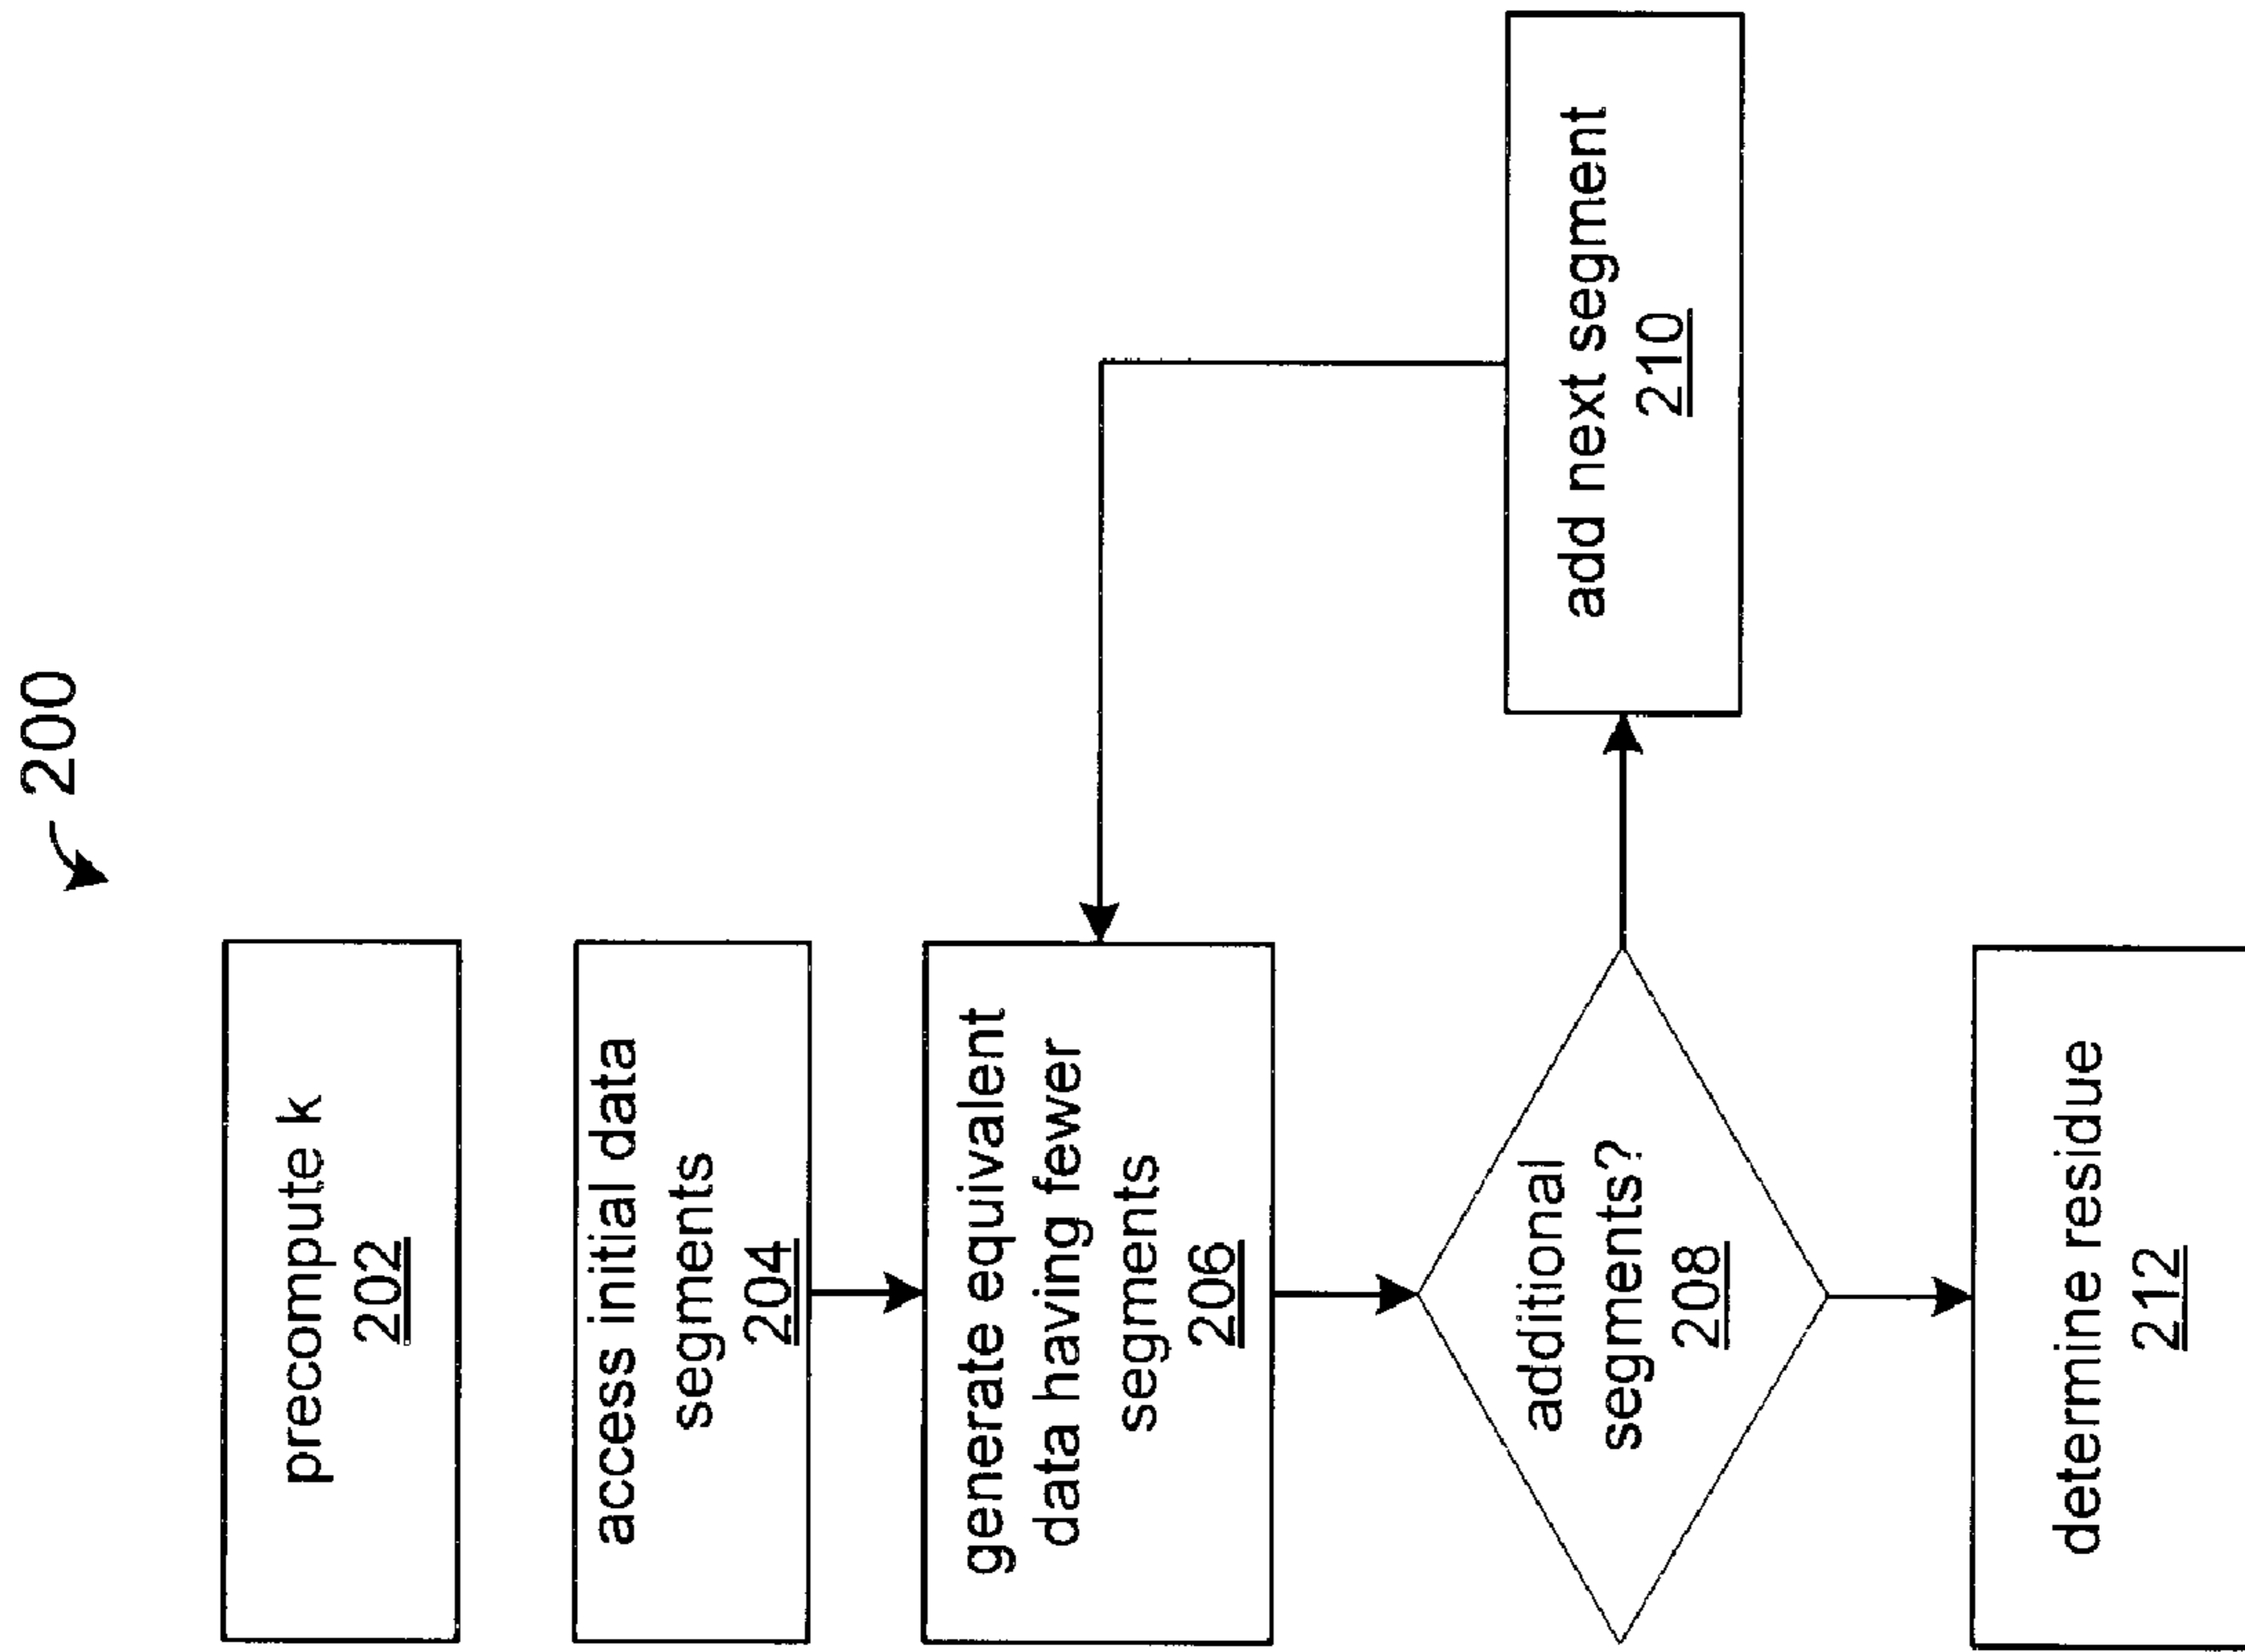 200
precompute k
202
access initial data
segments
204
generate equivalent
data having fewer
segments
206
additional
segments?
208
add next segment
210
determine residue
212